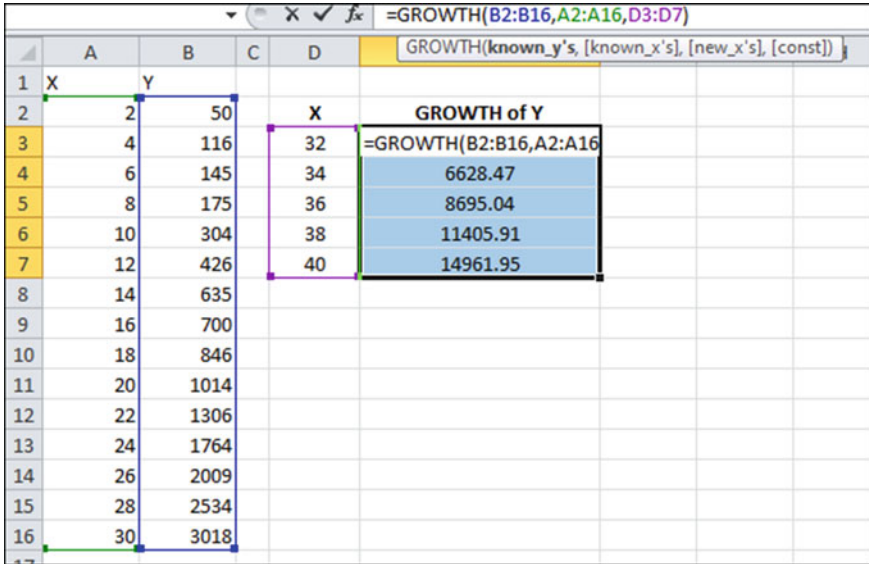 fx =GROWTH(B2:B16,A2:A16,D3:D7)
GROWTH(known_y's, [known_x's], [new_x's], [const])
A B C D
1 X Y
2 2 50 X GROWTH of Y
3 4 116 32 =GROWTH(B2:B16,A2:A16
4 6 145 34 6628.47
5 8 175 36 8695.04
6 10 304 38 11405.91
7 12 426 40 14961.95
8 14 635
9 16 700
10 18 846
11 20 1014
12 22 1306
13 24 1764
14 26 2009
15 28 2534
16 30 3018